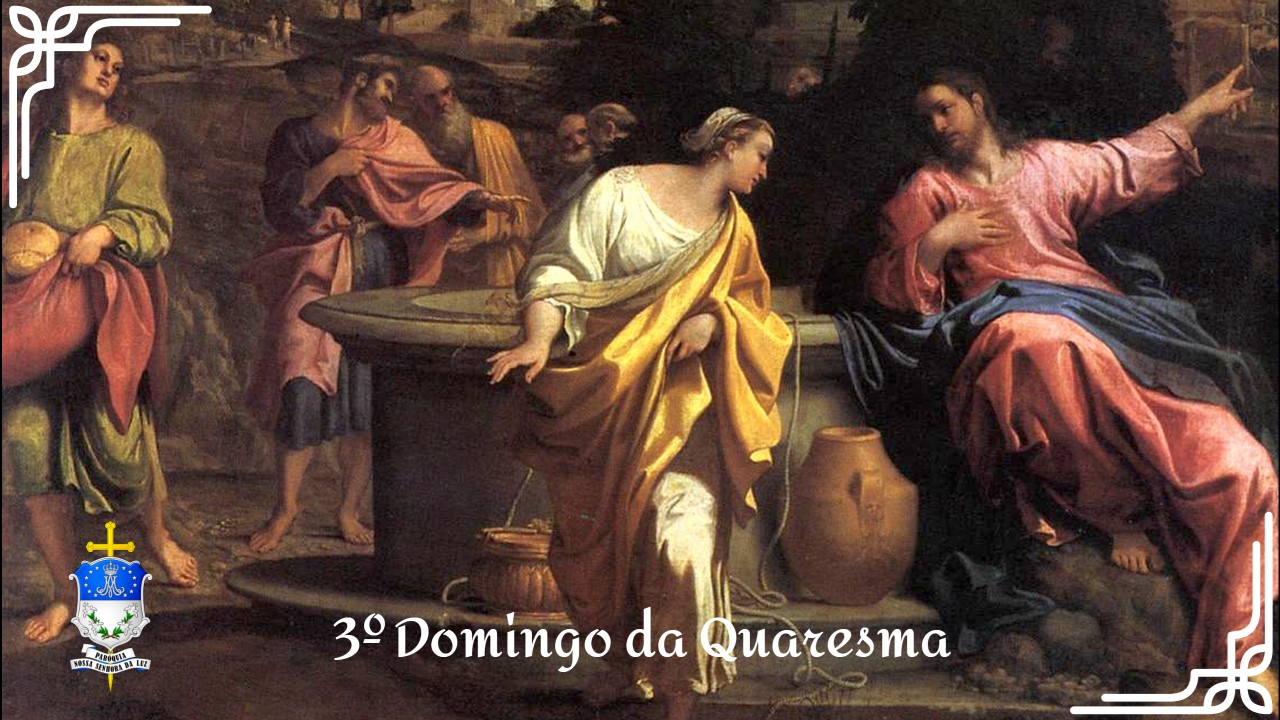 3º Domingo da Quaresma
PARÓQUIA
NOSSA SENHORA DA LUZ